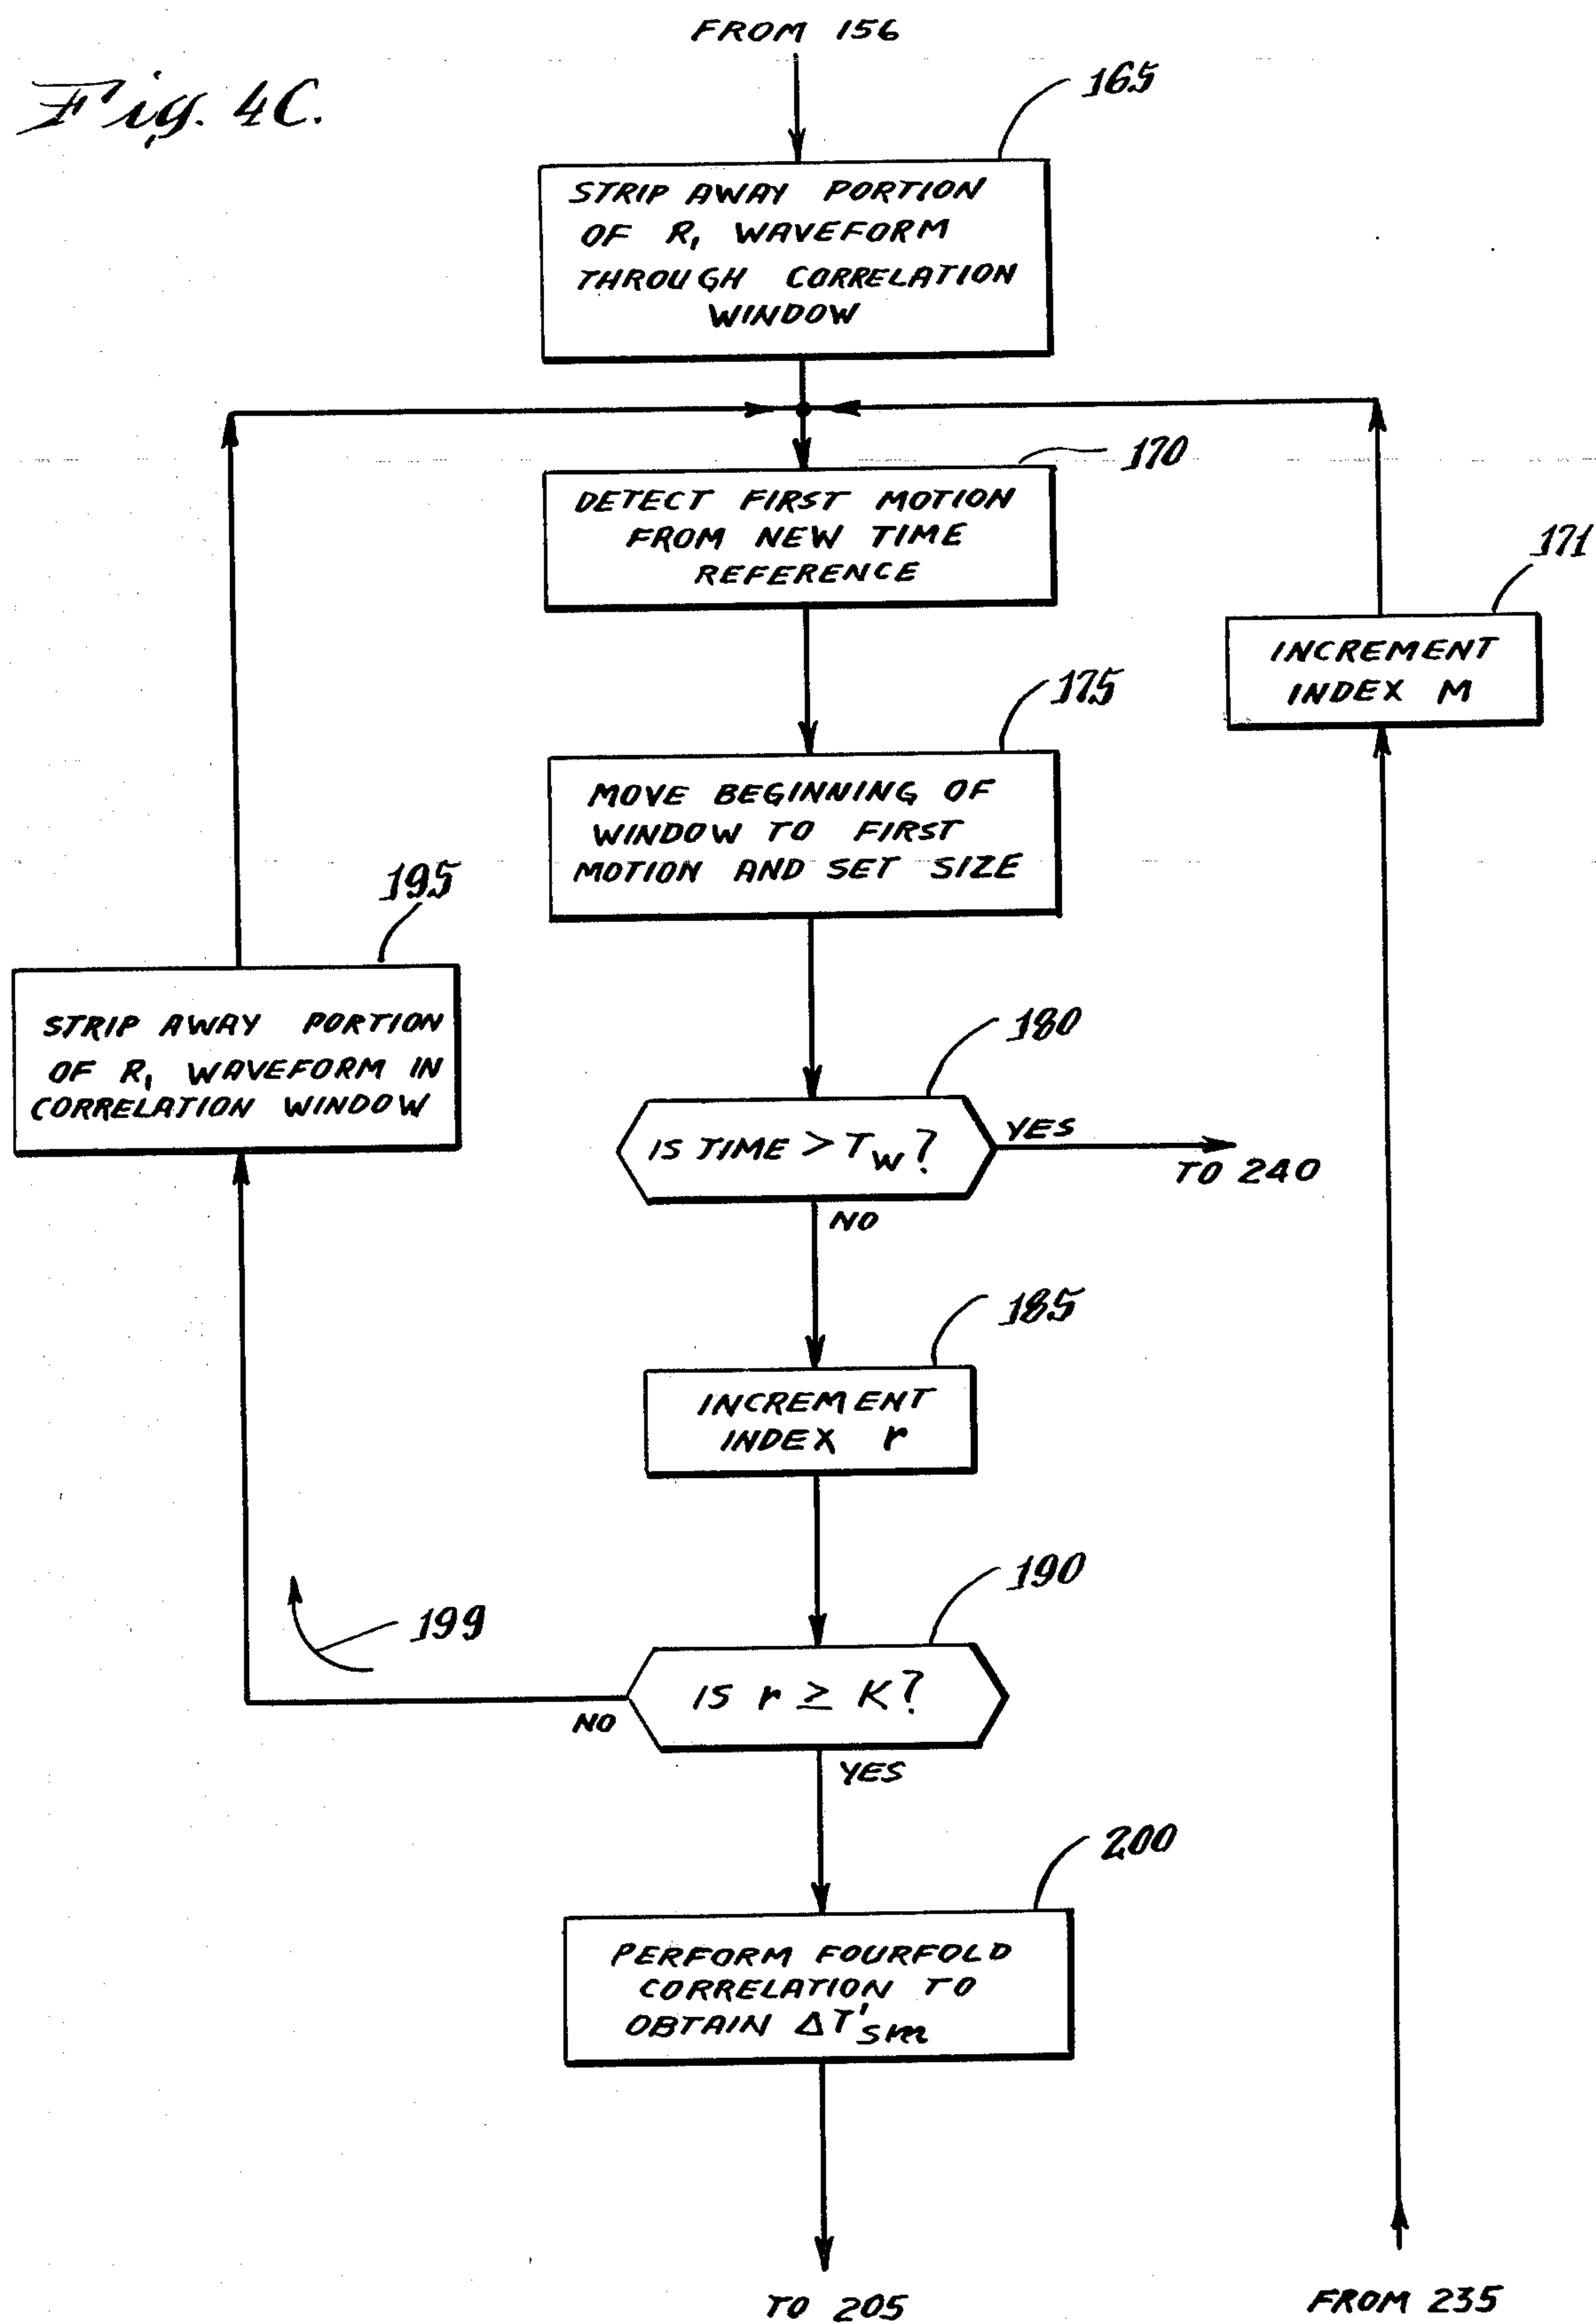 FROM 156
Fig. 4C.
165
STRIP AWAY PORTION
OF R₁ WAVEFORM
THROUGH CORRELATION
WINDOW
170
DETECT FIRST MOTION
FROM NEW TIME
REFERENCE
171
INCREMENT
INDEX M
175
MOVE BEGINNING OF
WINDOW TO FIRST
MOTION AND SET SIZE
195
STRIP AWAY PORTION
OF R₁ WAVEFORM IN
CORRELATION WINDOW
180
IS TIME > T_W?
YES
TO 240
NO
185
INCREMENT
INDEX r
190
199
IS r ≥ K?
NO
YES
200
PERFORM FOURFOLD
CORRELATION TO
OBTAIN ΔT'sm
TO 205
FROM 235